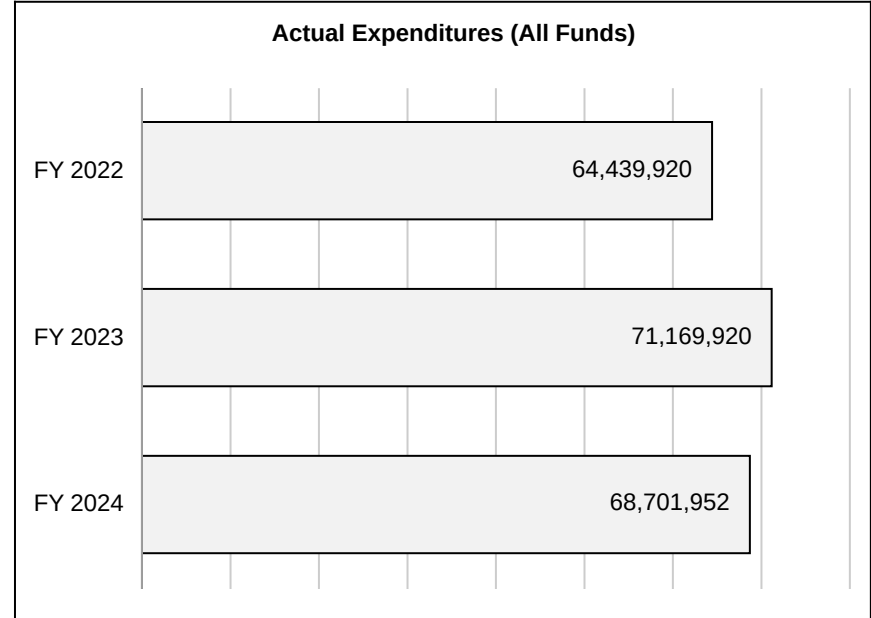 Actual Expenditures (All Funds)
FY 2022 64,439,920
FY 2023 71,169,920
FY 2024 68,701,952